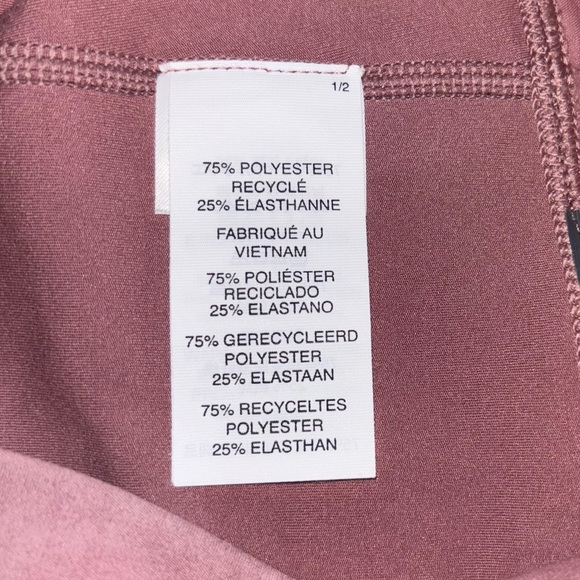 1/2
75% POLYESTER
RECYCLÉ
25% ÉLASTHANNE
FABRIQUÉ AU
VIETNAM
75% POLIÉSTER
RECICLADO
25% ELASTANO
75% GERECYCLEERD
POLYESTER
25% ELASTAAN
75% RECYCELTES
POLYESTER
25% ELASTHAN